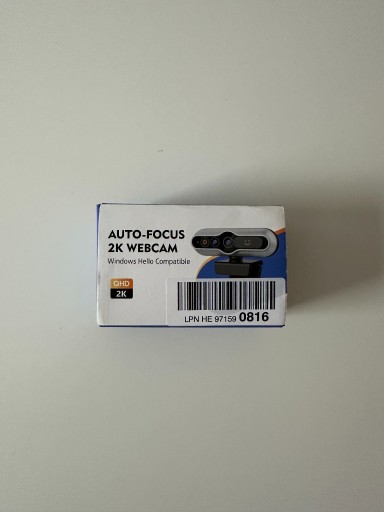 AUTO-FOCUS
2K WEBCAM
Windows Hello Compatible
QHD
2K
LPN HE 97159 0816